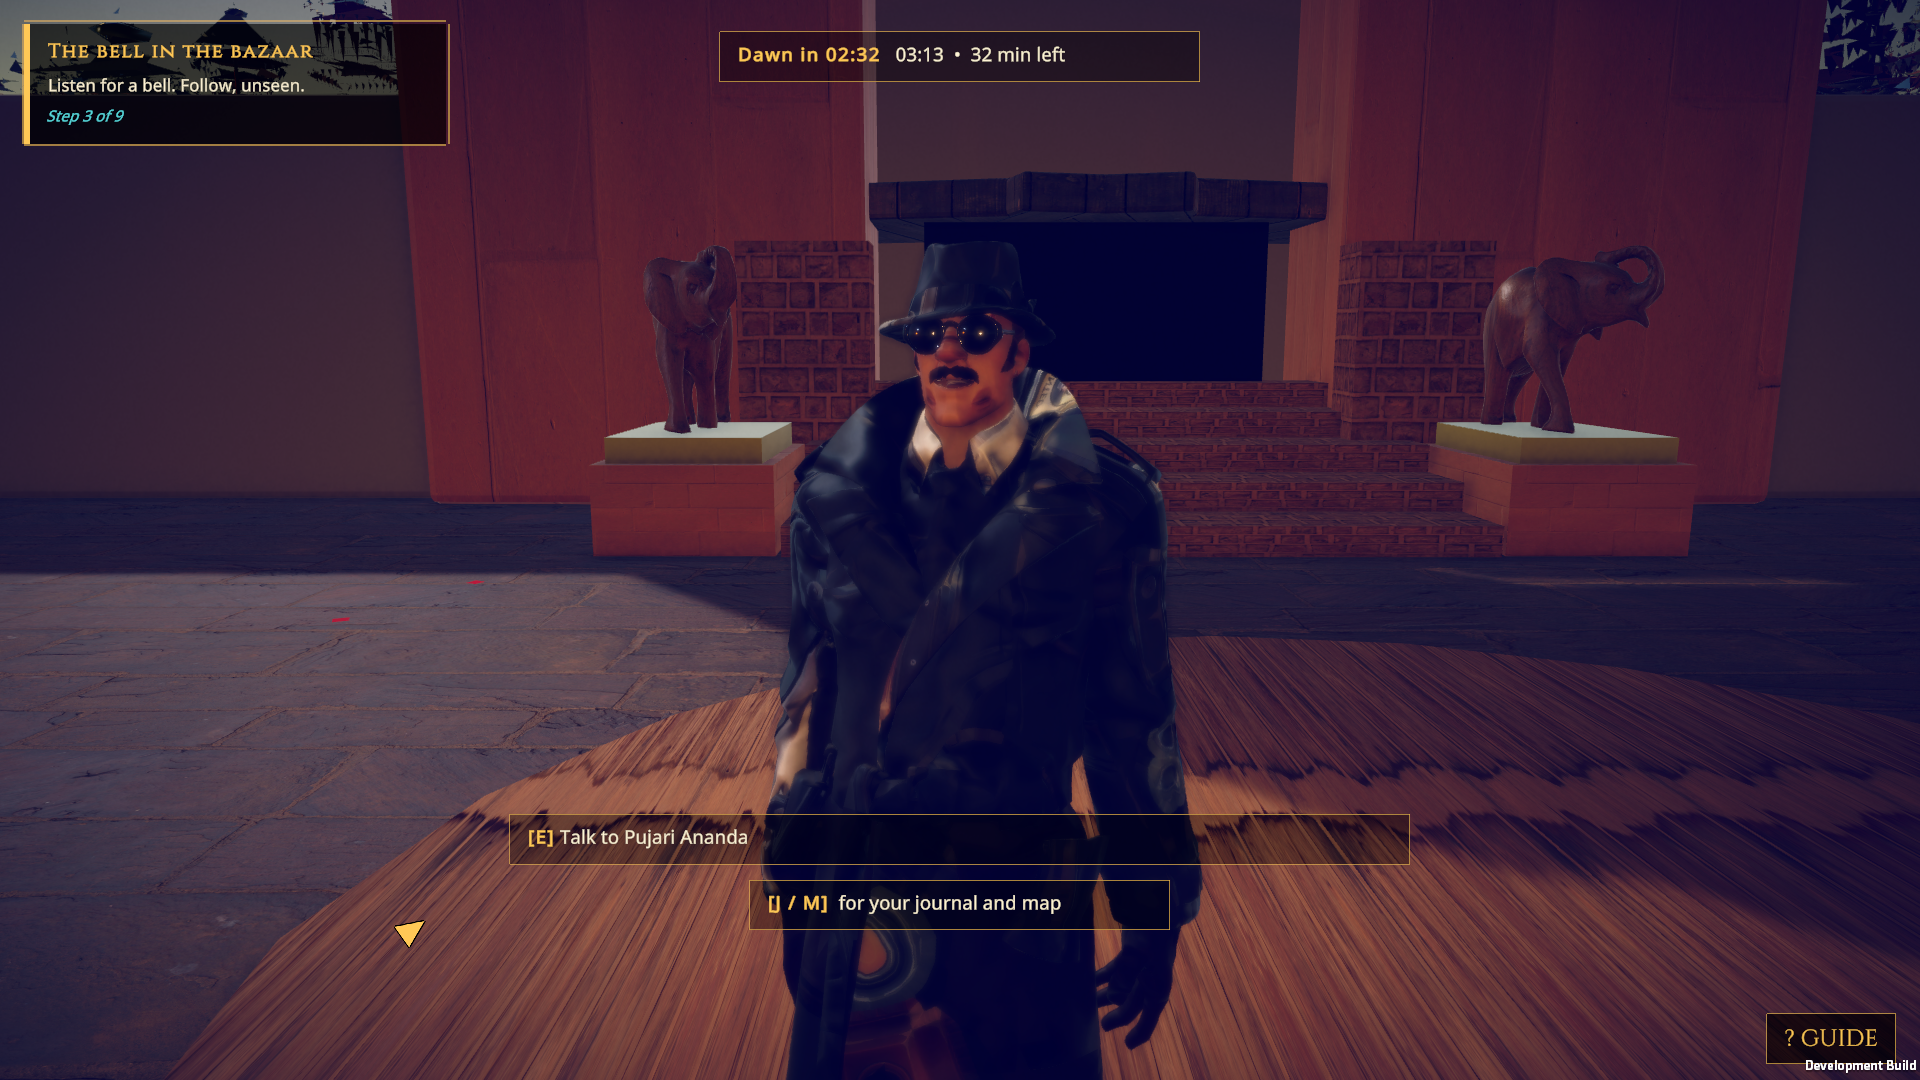 THE BELL IN THE BAZAAR
Listen for a bell. Follow, unseen.
Step 3 of 9
Dawn in 02:32 03:13 • 32 min left
[E] Talk to Pujari Ananda
[J / M] for your journal and map
? GUIDE
Development Build